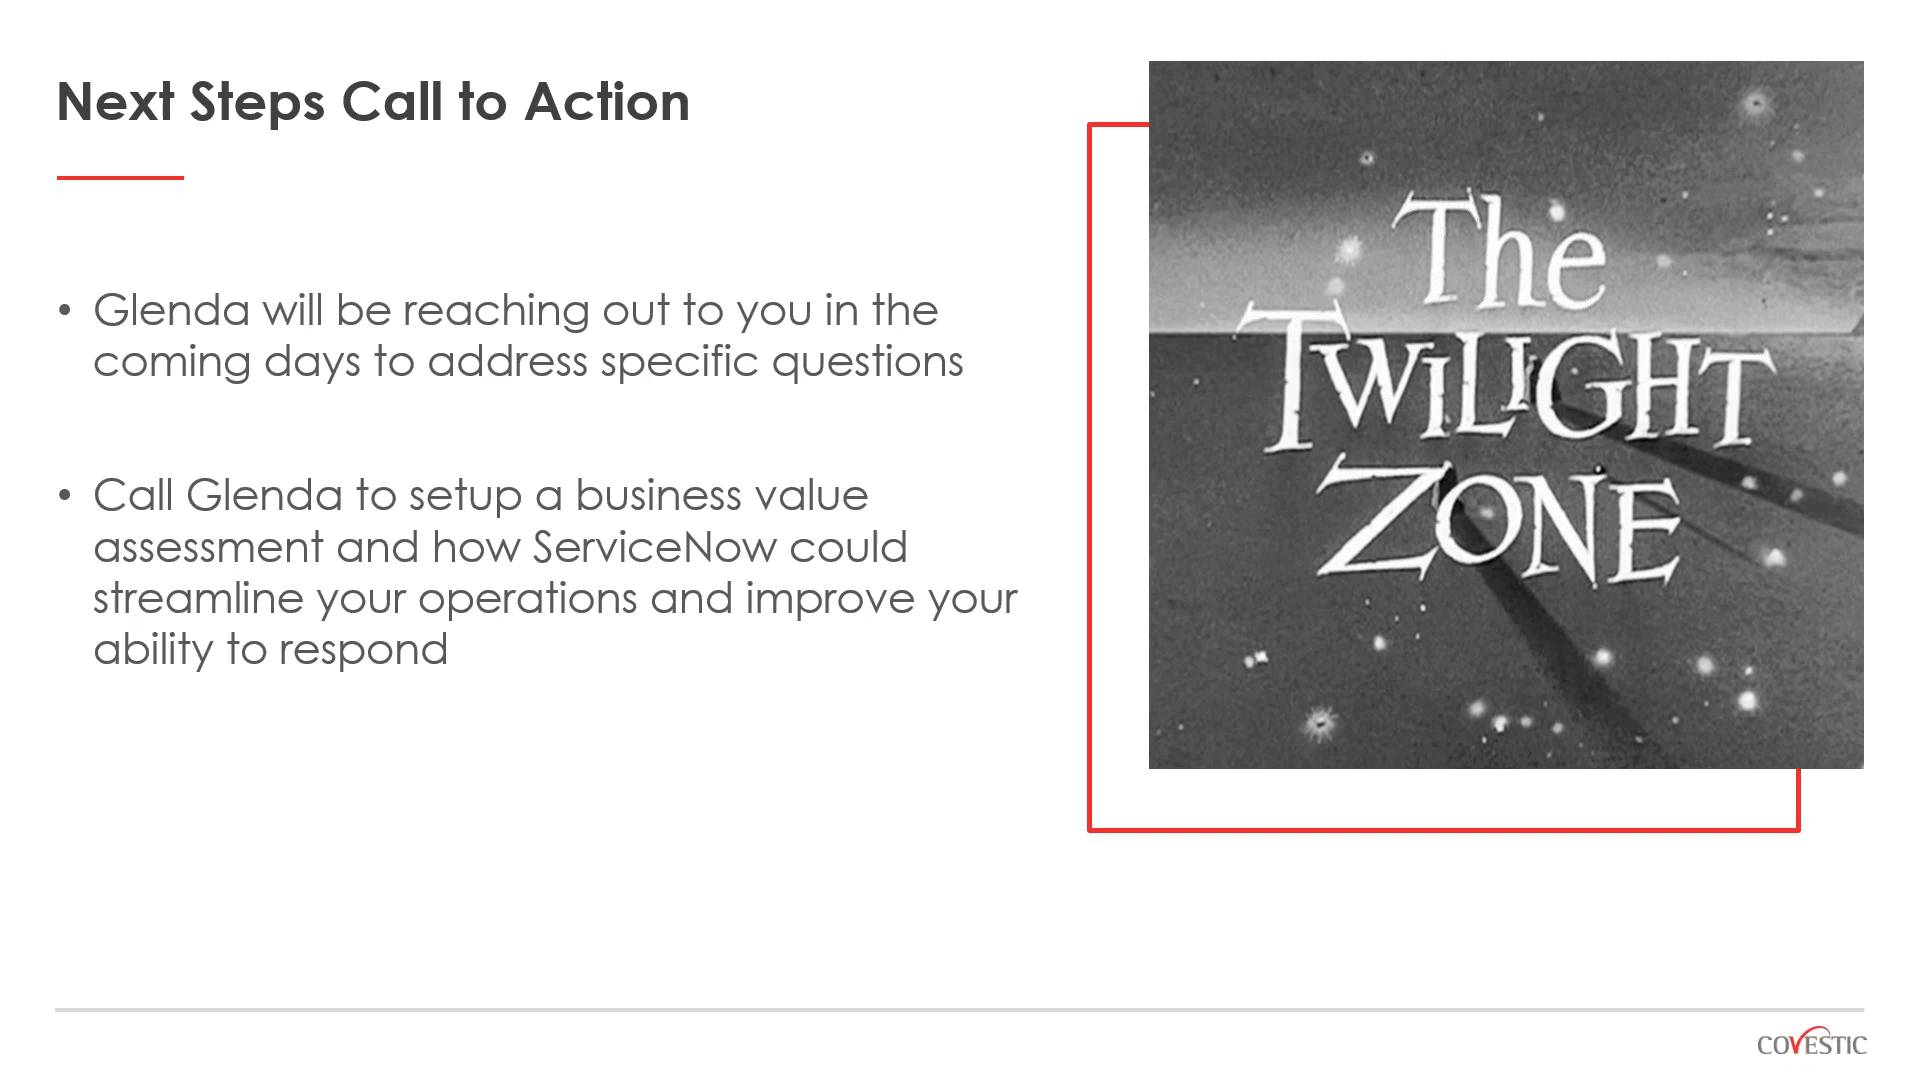 Next Steps Call to Action
• Glenda will be reaching out to you in the
coming days to address specific questions
• Call Glenda to setup a business value
assessment and how ServiceNow could
streamline your operations and improve your
ability to respond
The
TWILIGHT
ZONE
COVESTIC